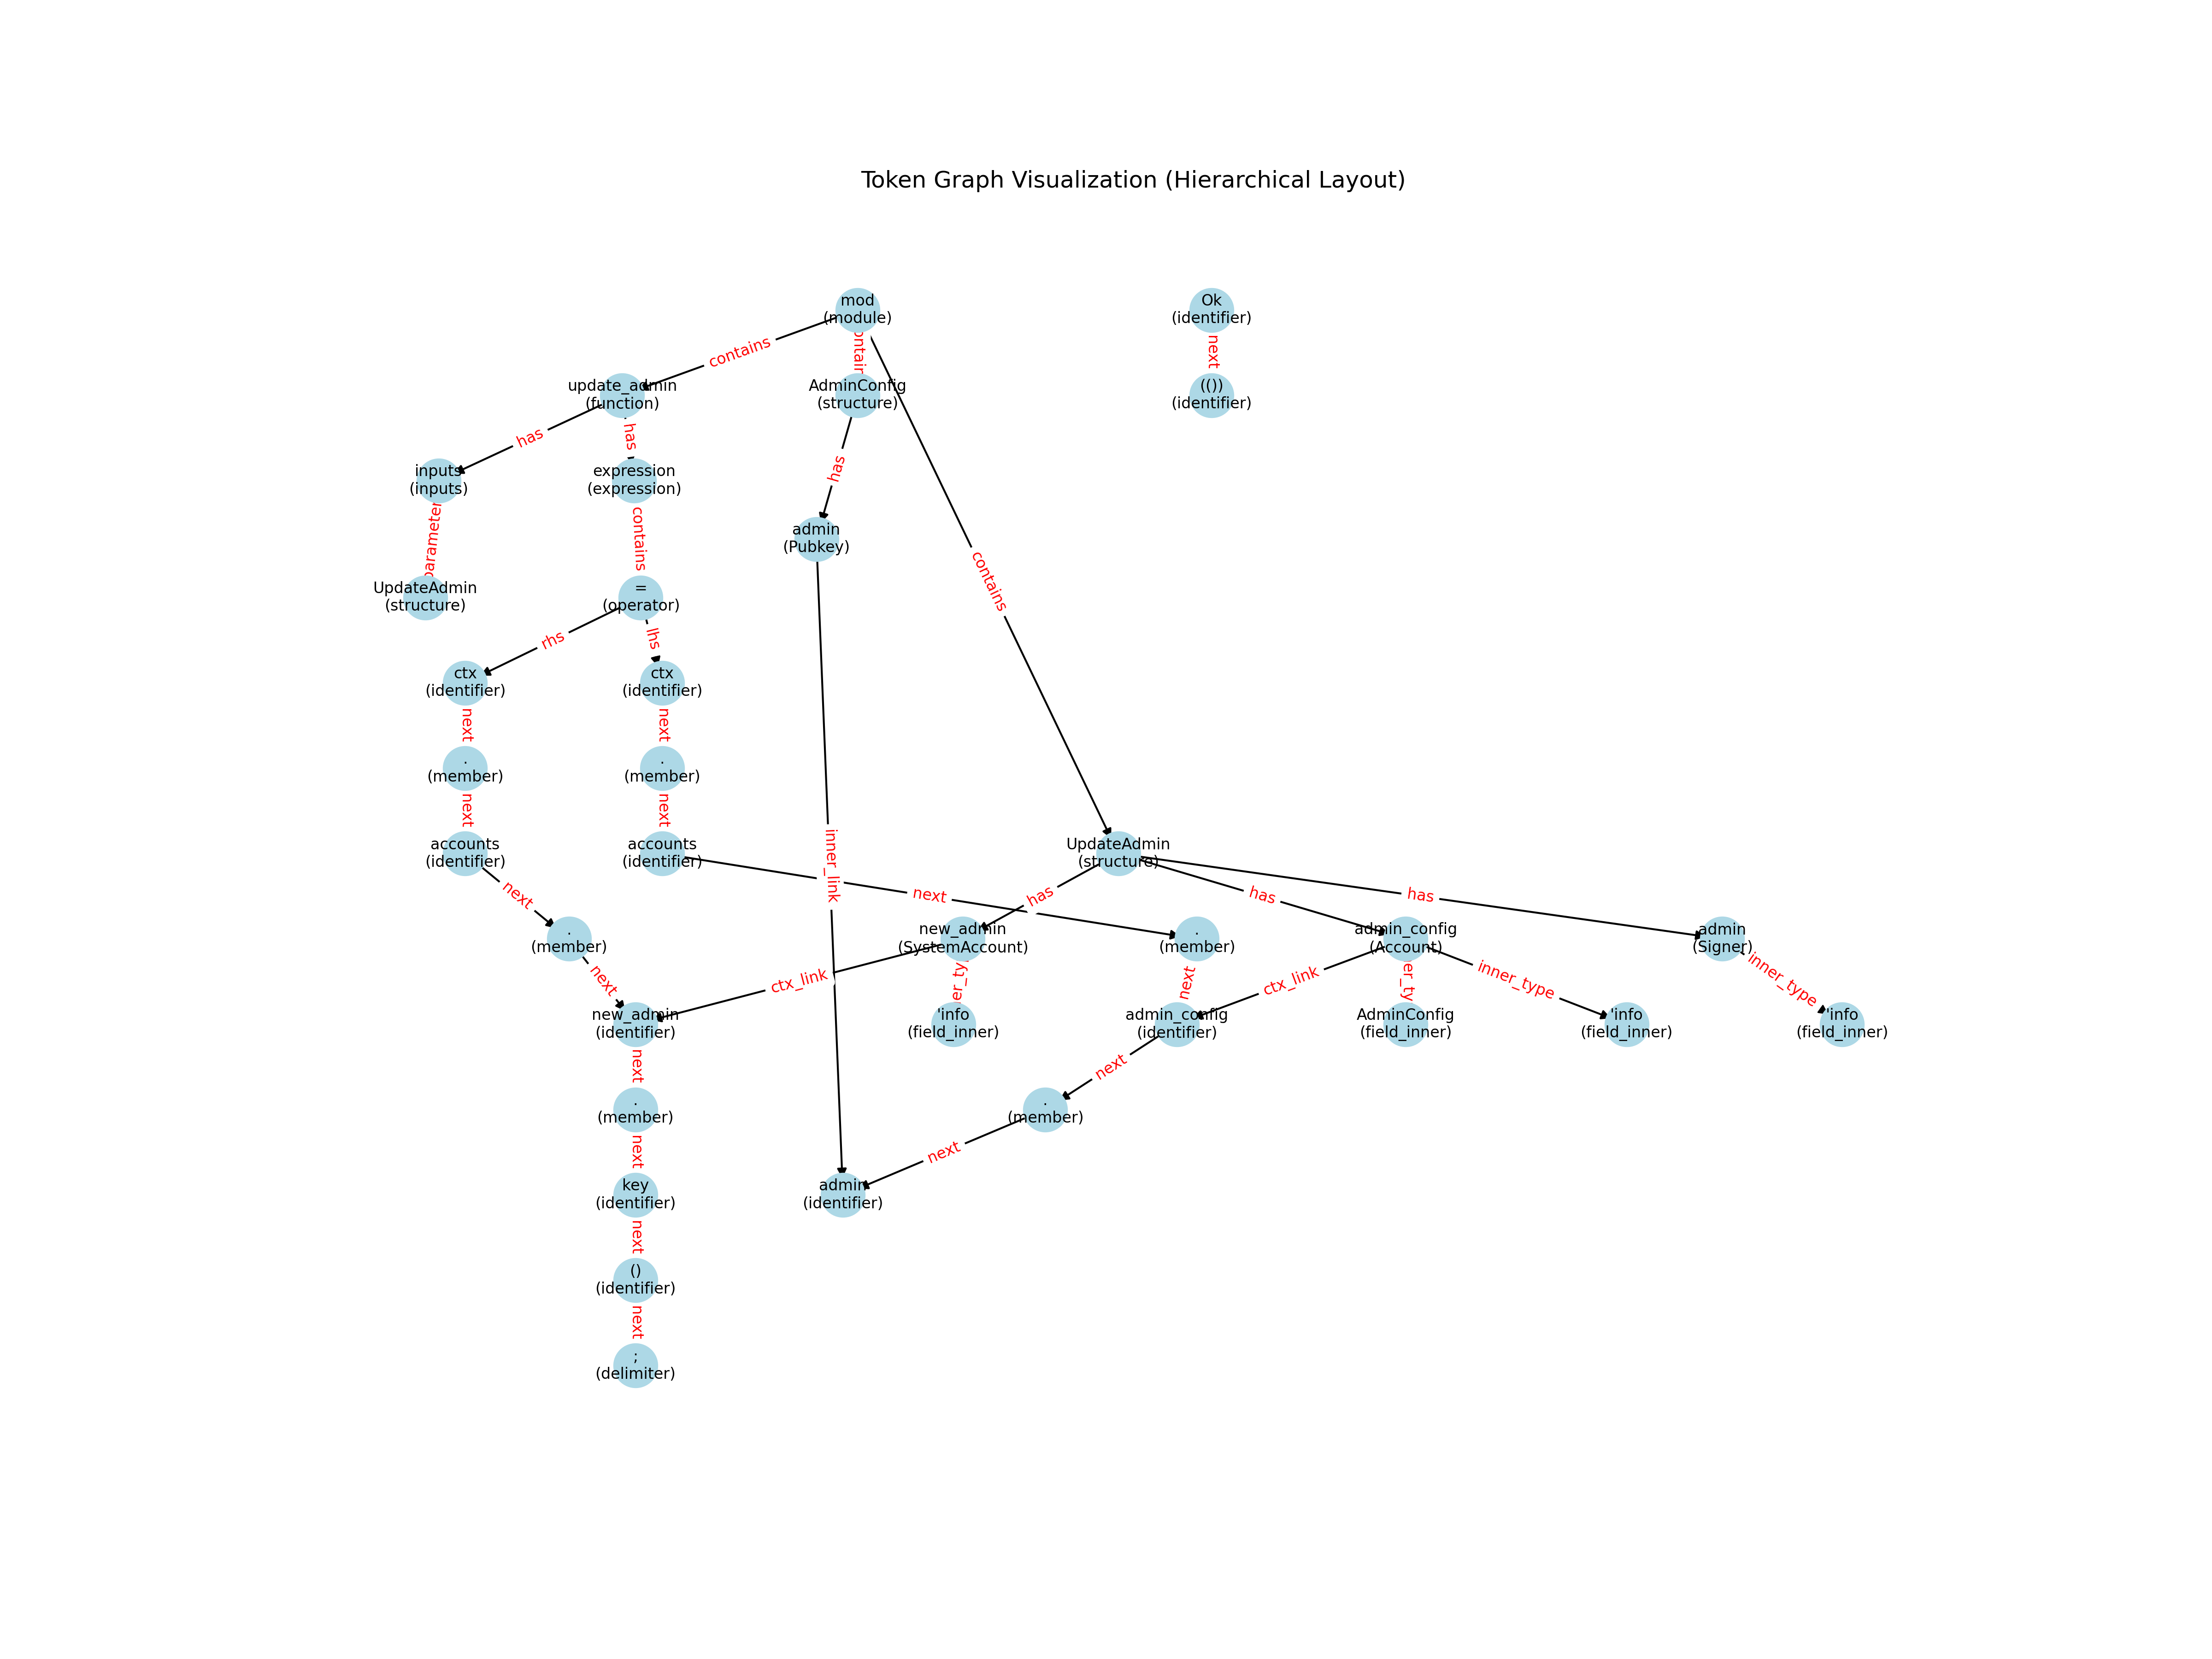 Token Graph Visualization (Hierarchical Layout)
mod
(module)
Ok
(identifier)
contains
contains
next
update_admin
(function)
AdminConfig
(structure)
(())
(identifier)
has
has
has
inputs
(inputs)
expression
(expression)
parameter
contains
admin
(Pubkey)
contains
UpdateAdmin
(structure)
=
(operator)
rhs
lhs
ctx
(identifier)
ctx
(identifier)
next
next
.
(member)
.
(member)
next
next
accounts
(identifier)
accounts
(identifier)
inner_link
UpdateAdmin
(structure)
next
next
has
has
has
.
(member)
new_admin
(SystemAccount)
.
(member)
admin_config
(Account)
admin
(Signer)
next
ctx_link
er_ty
next
ctx_link
er_ty
inner_type
inner_type
new_admin
(identifier)
'info
(field_inner)
admin_config
(identifier)
AdminConfig
(field_inner)
'info
(field_inner)
'info
(field_inner)
next
next
.
(member)
.
(member)
next
next
key
(identifier)
admin
(identifier)
next
()
(identifier)
next
;
(delimiter)